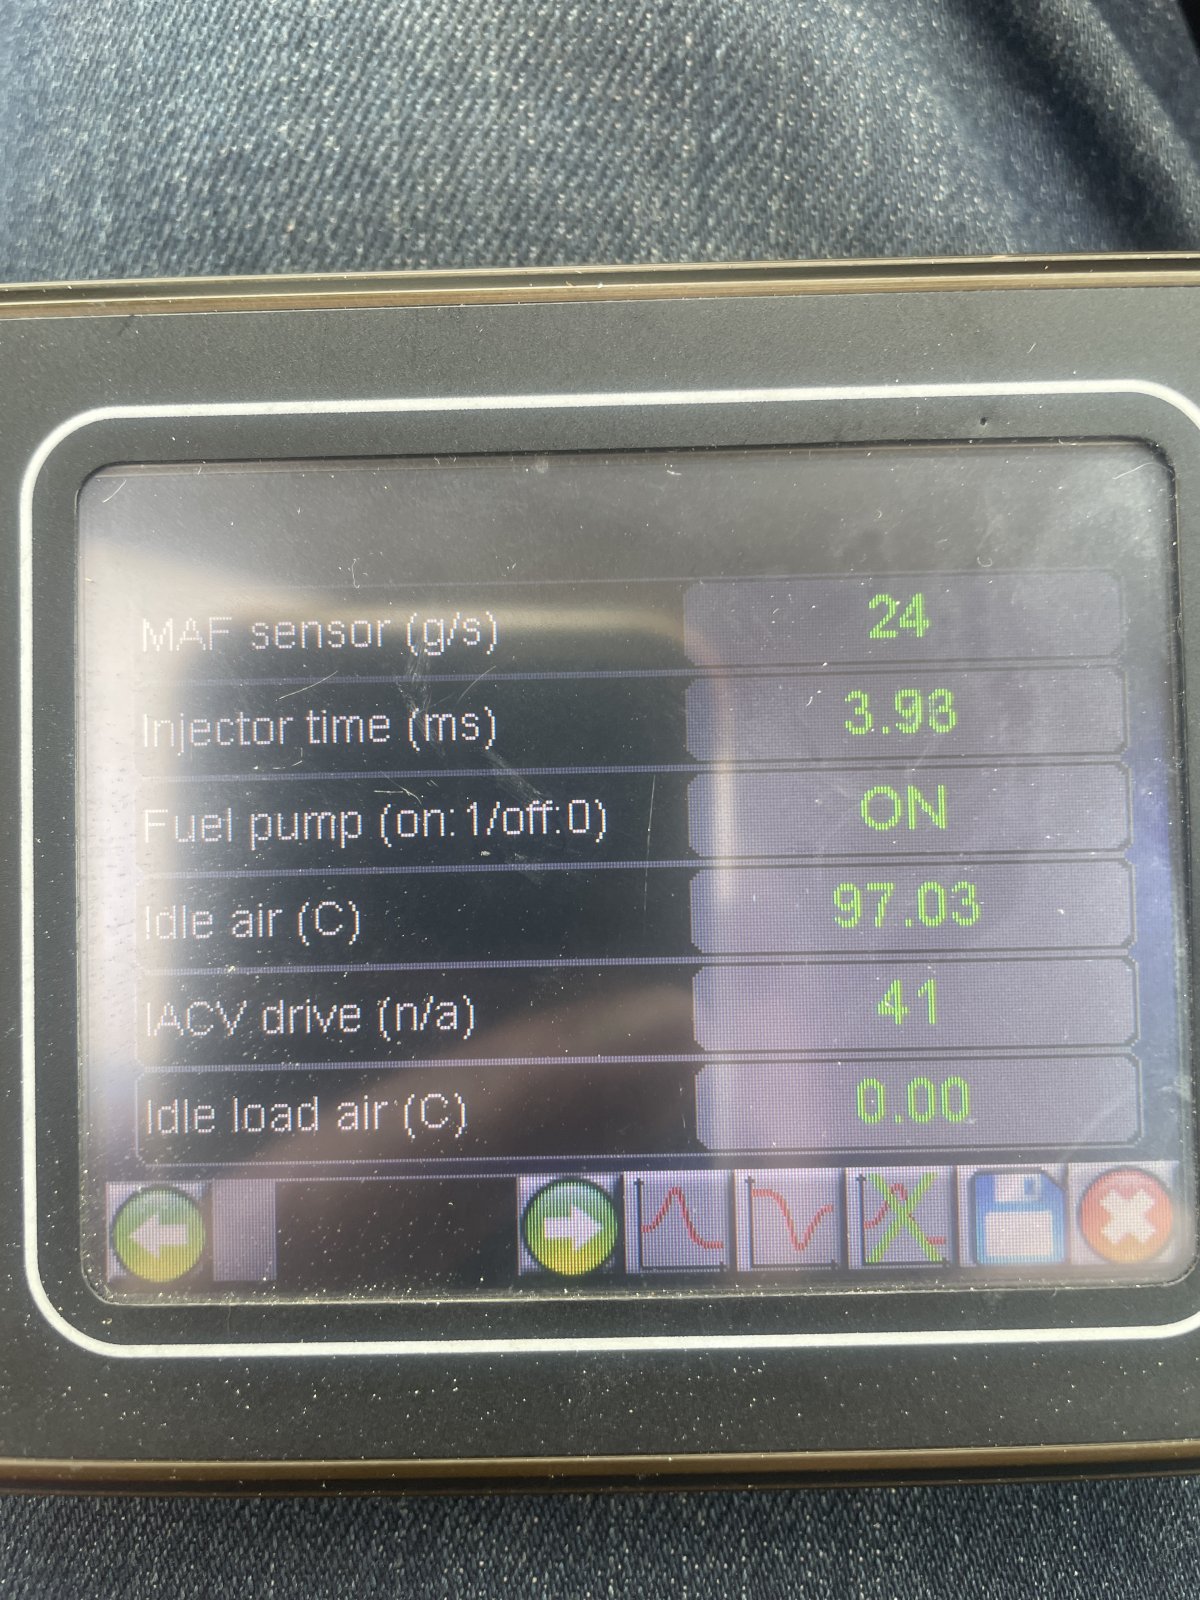 MAF sensor (g/s) 24
Injector time (ms) 3.98
Fuel pump (on:1/off:0) ON
Idle air (C) 97.03
IACV drive (n/a) 41
Idle load air (C) 0.00